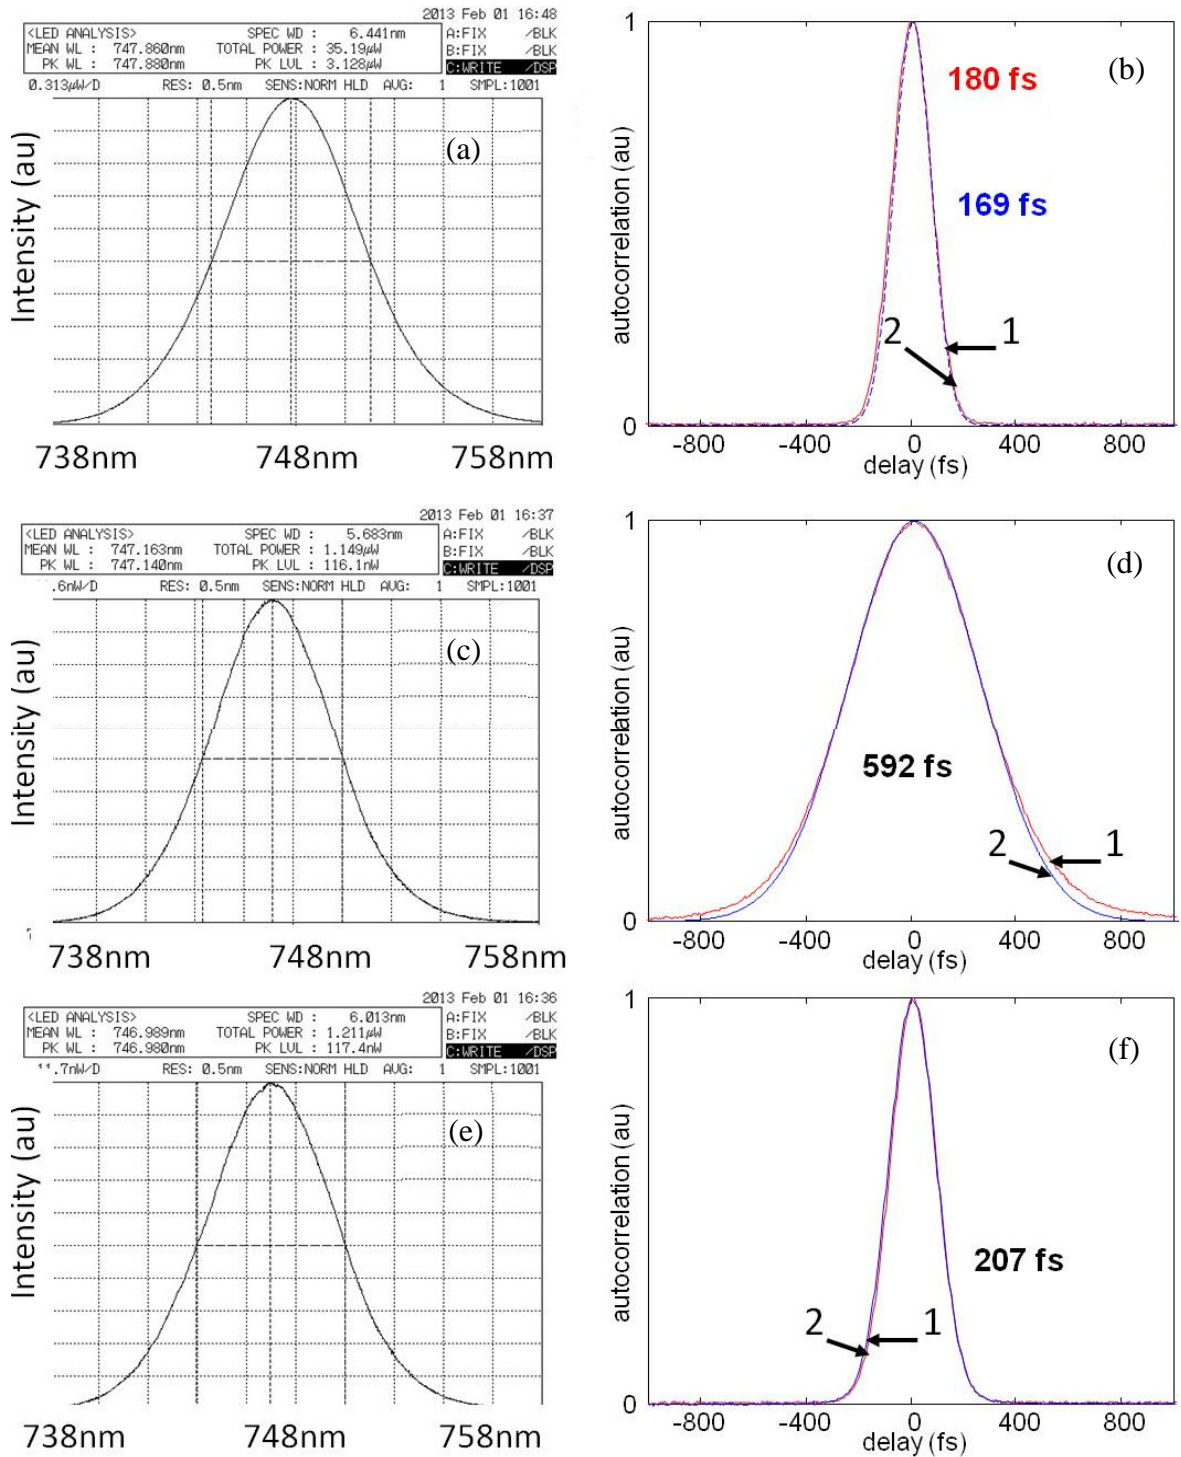 2013 Feb 01 16:48
<LED ANALYSIS> SPEC WD : 6.441nm A:FIX /BLK
MEAN WL : 747.860nm TOTAL POWER : 35.19μW B:FIX /BLK
PK WL : 747.880nm PK LVL : 3.128μW C:WRITE /DSP
0.313μW/D RES: 0.5nm SENS:NORM HLD AVG: 1 SMPL:1001
(a)
Intensity (au)
738nm 748nm 758nm
1
(b)
180 fs
169 fs
2 1
autocorrelation (au)
0
-800 -400 0 400 800
delay (fs)
2013 Feb 01 16:37
<LED ANALYSIS> SPEC WD : 5.683nm A:FIX /BLK
MEAN WL : 747.163nm TOTAL POWER : 1.149μW B:FIX /BLK
PK WL : 747.140nm PK LVL : 116.1nW C:WRITE /DSP
.6nW/D RES: 0.5nm SENS:NORM HLD AVG: 1 SMPL:1001
(c)
Intensity (au)
738nm 748nm 758nm
1
(d)
592 fs
2 1
autocorrelation (au)
0
-800 -400 0 400 800
delay (fs)
2013 Feb 01 16:36
<LED ANALYSIS> SPEC WD : 6.013nm A:FIX /BLK
MEAN WL : 746.989nm TOTAL POWER : 1.211μW B:FIX /BLK
PK WL : 746.980nm PK LVL : 117.4nW C:WRITE /DSP
1.7nW/D RES: 0.5nm SENS:NORM HLD AVG: 1 SMPL:1001
(e)
Intensity (au)
738nm 748nm 758nm
1
(f)
207 fs
2 1
autocorrelation (au)
0
-800 -400 0 400 800
delay (fs)